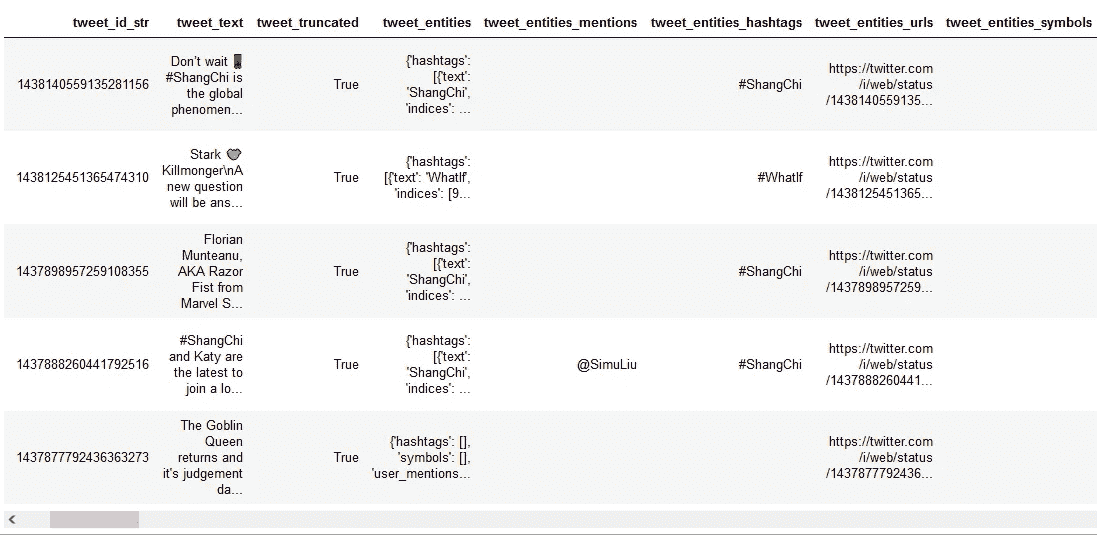 tweet_id_str tweet_text tweet_truncated tweet_entities tweet_entities_mentions tweet_entities_hashtags tweet_entities_urls tweet_entities_symbols
1438140559135281156
Don't wait
#ShangChi is
the global
phenomen...
True
{'hashtags':
[{'text':
'ShangChi',
'indices': ...
#ShangChi
https://twitter.com
/i/web/status
/1438140559135...
1438125451365474310
Stark
Killmonger\nA
new question
will be ans...
True
{'hashtags':
[{'text': 'WhatIf',
'indices': [9...
#WhatIf
https://twitter.com
/i/web/status
/1438125451365...
1437898957259108355
Florian
Munteanu,
AKA Razor
Fist from
Marvel S...
True
{'hashtags':
[{'text':
'ShangChi',
'indices': ...
#ShangChi
https://twitter.com
/i/web/status
/1437898957259...
1437888260441792516
#ShangChi
and Katy are
the latest to
join a lo...
True
{'hashtags':
[{'text':
'ShangChi',
'indices': ...
@SimuLiu
#ShangChi
https://twitter.com
/i/web/status
/1437888260441...
1437877792436363273
The Goblin
Queen
returns and
it's judgement
da...
True
{'hashtags': [],
'symbols': [],
'user_mentions...
https://twitter.com
/i/web/status
/1437877792436...